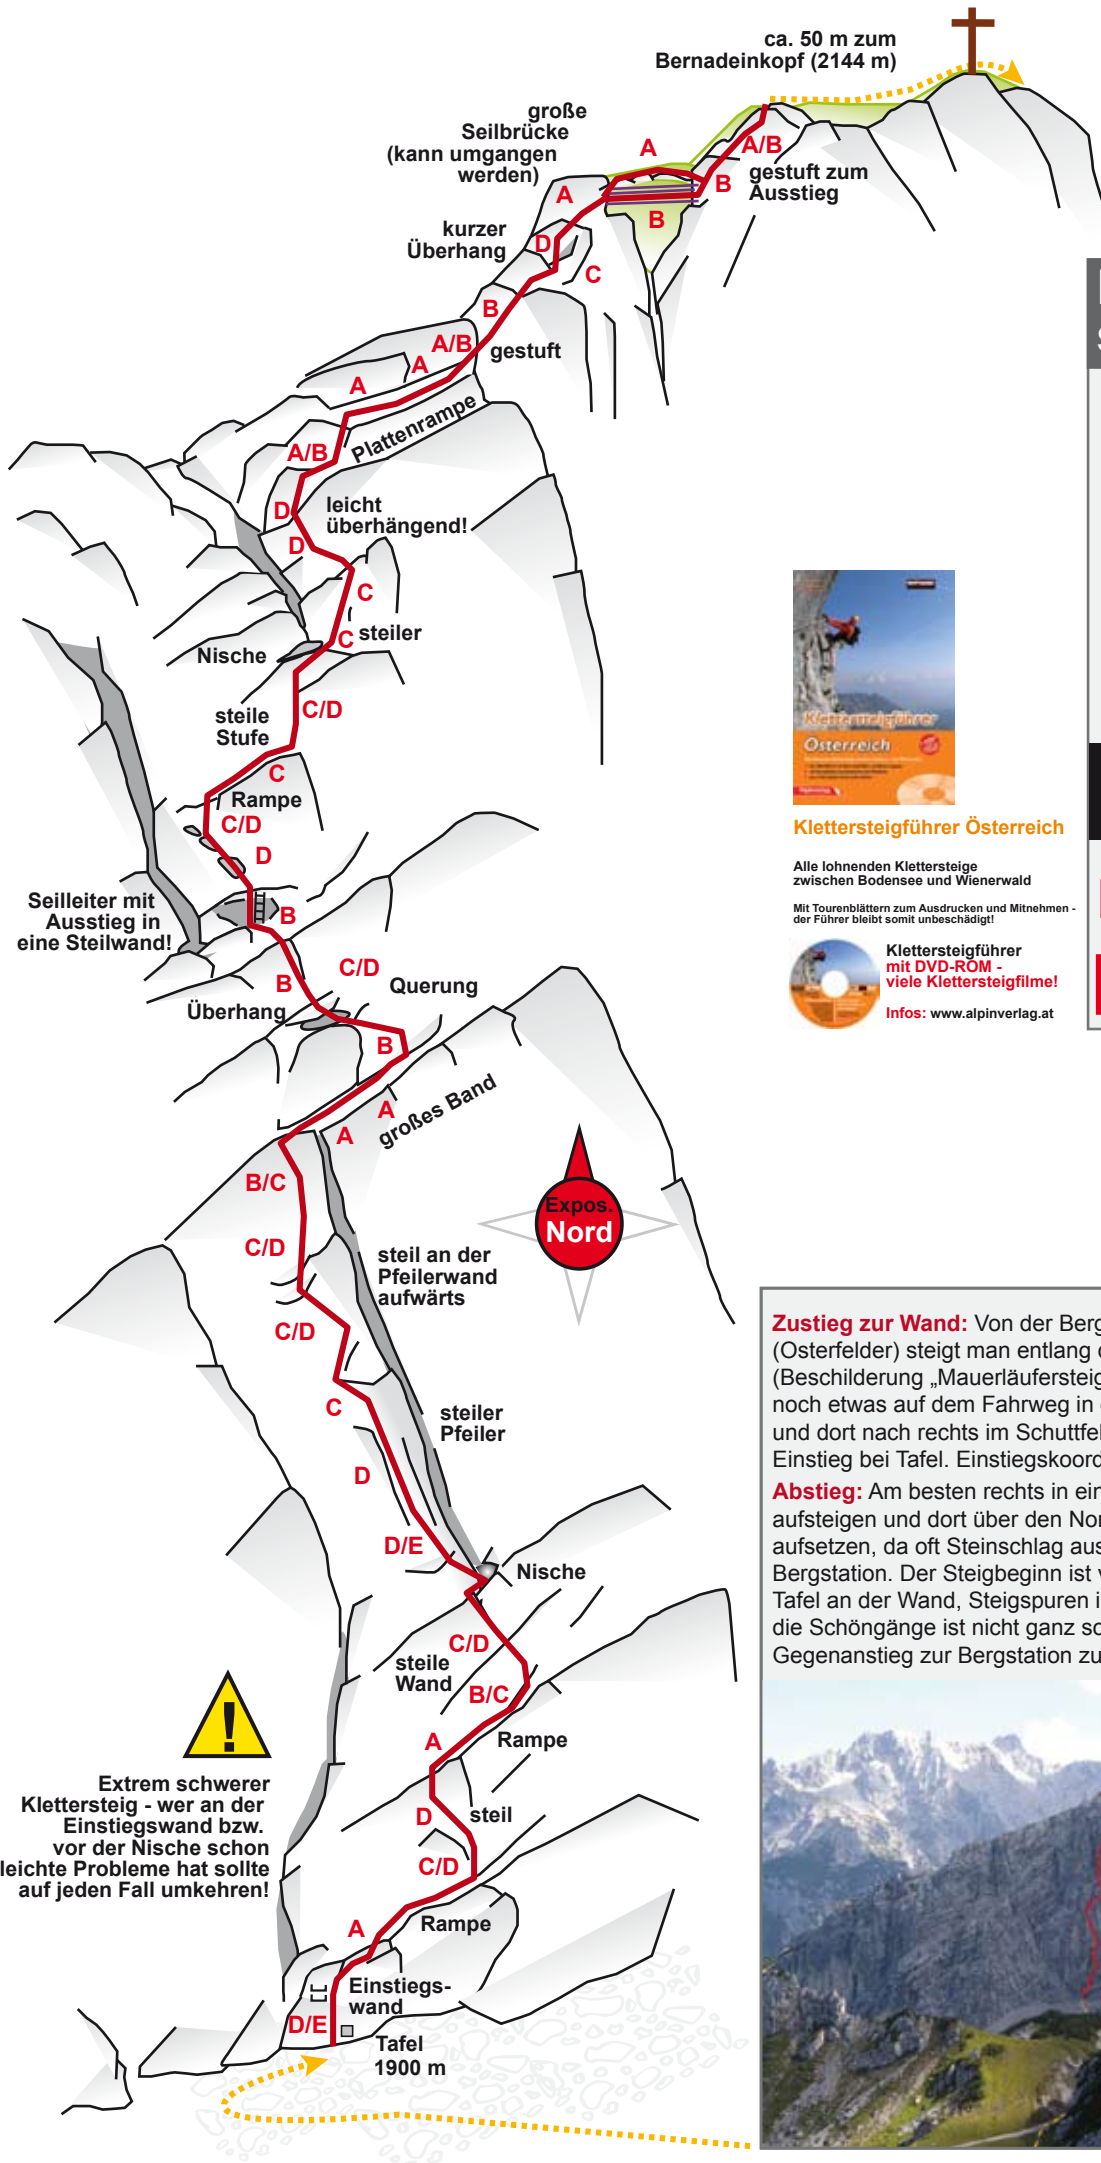 ca. 50 m zum
Bernadeinkopf (2144 m)
große
Seilbrücke
(kann umgangen
werden)
A
A/B
B
gestuft zum
Ausstieg
A
B
kurzer
Überhang
D
C
B
A/B
gestuft
A
A
Plattenrampe
A/B
D
leicht
überhängend!
D
C
C
steiler
Nische
C/D
steile
Stufe
C
Rampe
C/D
D
Seilleiter mit
Ausstieg in
eine Steilwand!
B
B
C/D
Querung
Überhang
B
A
A
großes Band
B/C
C/D
steil an der
Pfeilerwand
aufwärts
C/D
C
steiler
Pfeiler
D
D/E
Nische
C/D
steile
Wand
B/C
A
Rampe
D
steil
C/D
A
Rampe
Einstiegs-
wand
D/E
Tafel
1900 m
Extrem schwerer
Klettersteig - wer an der
Einstiegswand bzw.
vor der Nische schon
leichte Probleme hat sollte
auf jeden Fall umkehren!
Expos.
Nord
Klettersteigführer
Österreich
Klettersteigführer Österreich
Alle lohnenden Klettersteige
zwischen Bodensee und Wienerwald
Mit Tourenblättern zum Ausdrucken und Mitnehmen -
der Führer bleibt somit unbeschädigt!
Klettersteigführer
mit DVD-ROM -
viele Klettersteigfilme!
Infos: www.alpinverlag.at
Zustieg zur Wand: Von der Berg
(Osterfelder) steigt man entlang
(Beschilderung „Mauerläufersteig
noch etwas auf dem Fahrweg in
und dort nach rechts im Schuttfel
Einstieg bei Tafel. Einstiegskoord
Abstieg: Am besten rechts in ein
aufsteigen und dort über den Nor
aufsetzen, da oft Steinschlag aus
Bergstation. Der Steigbeginn ist v
Tafel an der Wand, Steigspuren i
die Schöngänge ist nicht ganz so
Gegenanstieg zur Bergstation zu